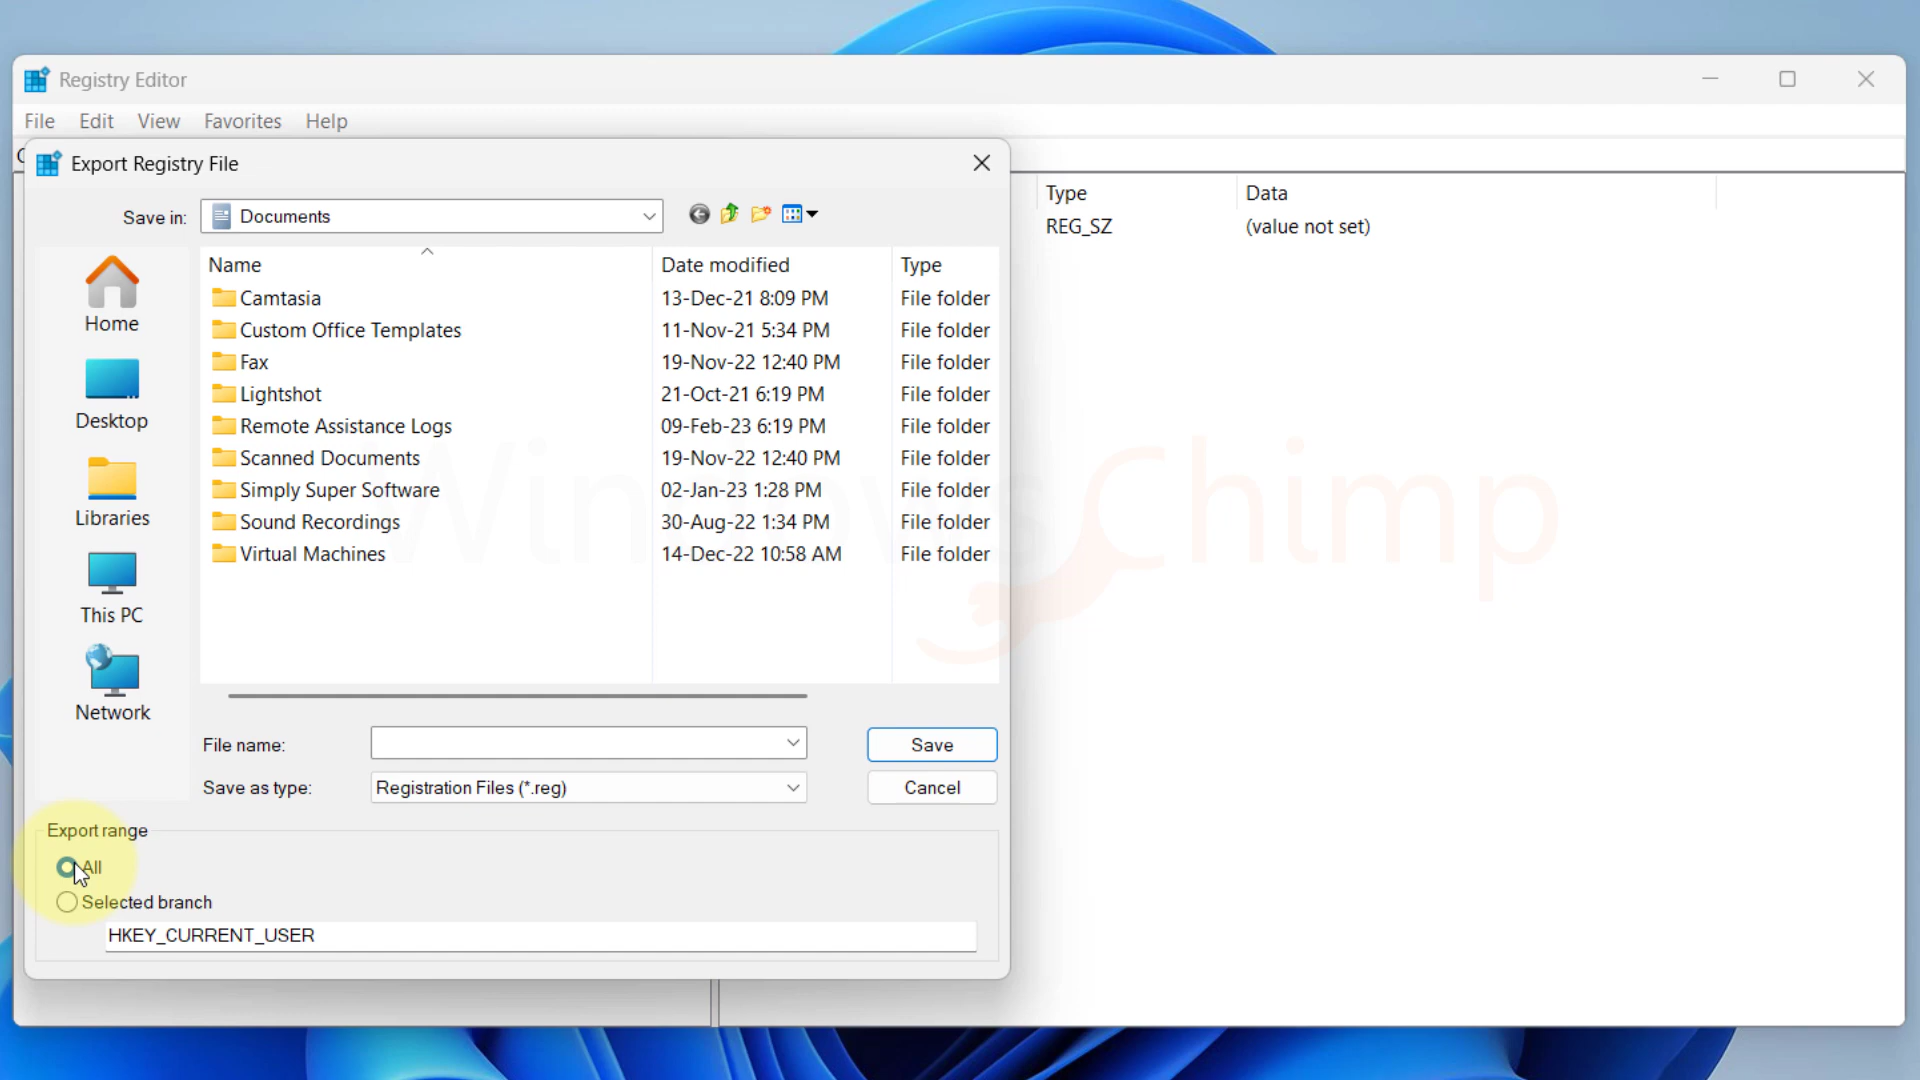 Registry Editor
File Edit View Favorites Help
Export Registry File
Save in: Documents
Type Data
REG_SZ (value not set)
Name Date modified Type
Camtasia 13-Dec-21 8:09 PM File folder
Custom Office Templates 11-Nov-21 5:34 PM File folder
Fax 19-Nov-22 12:40 PM File folder
Lightshot 21-Oct-21 6:19 PM File folder
Remote Assistance Logs 09-Feb-23 6:19 PM File folder
Scanned Documents 19-Nov-22 12:40 PM File folder
Simply Super Software 02-Jan-23 1:28 PM File folder
Sound Recordings 30-Aug-22 1:34 PM File folder
Virtual Machines 14-Dec-22 10:58 AM File folder
Home
Desktop
Libraries
This PC
Network
WindowsChimp
File name: Save
Save as type: Registration Files (*.reg) Cancel
Export range
All
Selected branch
HKEY_CURRENT_USER